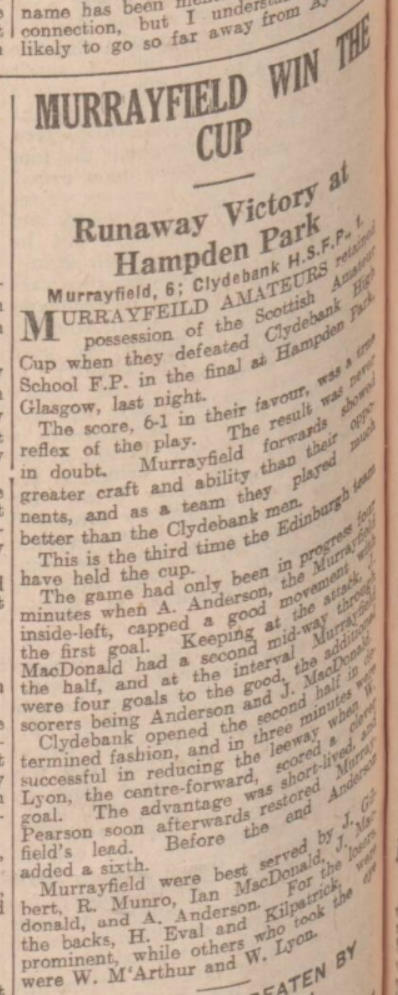 name has been
connection, but I
likely to go so far away from
MURRAYFIELD WIN THE
CUP
Runaway Victory at
Hampden Park
Murrayfield, 6; Clydebank H.S.F.P., 1.
MURRAYFEILD AMATEURS retained
possession of the Scottish Amateur
Cup when they defeated Clydebank High
School F.P. in the final at Hampden Park,
Glasgow, last night.
The score, 6-1 in their favour, was a true
reflex of the play. The result was never
in doubt. Murrayfield forwards showed
greater craft and ability than their oppo-
nents, and as a team they played much
better than the Clydebank men.
This is the third time the Edinburgh team
have held the cup.
The game had only been in progress four
minutes when A. Anderson, the Murrayfield
inside-left, capped a good movement with
the first goal. Keeping at the attack, J.
MacDonald had a second mid-way through
the half, and at the interval Murrayfield
were four goals to the good, the additional
scorers being Anderson and J. MacDonald.
Clydebank opened the second half in de-
termined fashion, and in three minutes were
successful in reducing the leeway when W.
Lyon, the centre-forward, scored a clever
goal. The advantage was short-lived, and
Pearson soon afterwards restored Murray-
field's lead. Before the end Anderson
added a sixth.
Murrayfield were best served by J. Gil-
bert, R. Munro, Ian MacDonald, J. Mac-
donald, and A. Anderson. For the losers,
the backs, H. Eval and Kilpatrick, were
prominent, while others who took the eye
were W. M'Arthur and W. Lyon.
BEATEN BY